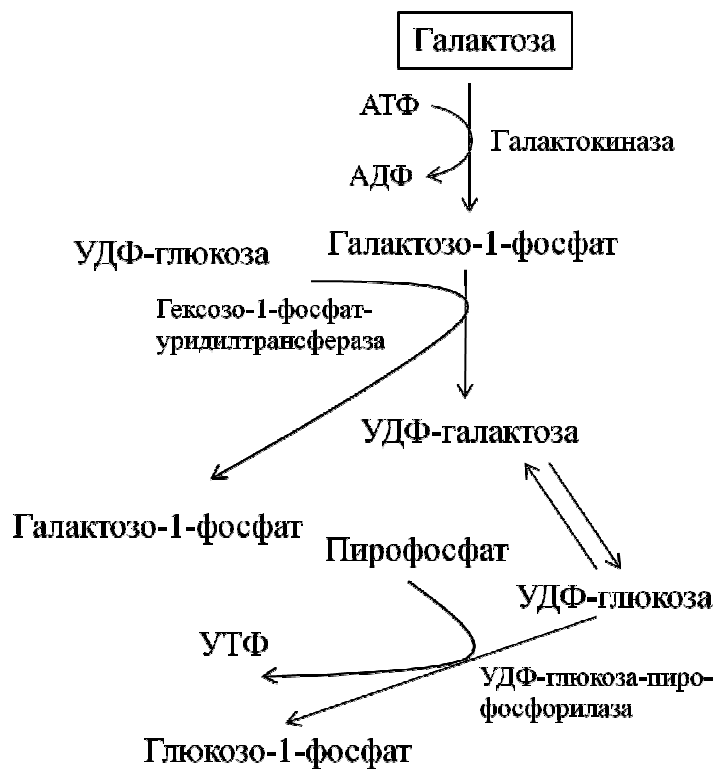 Галактоза
АТФ
Галактокиназа
АДФ
УДФ-глюкоза
Галактозо-1-фосфат
Гексозо-1-фосфат-
уридилтрансфераза
УДФ-галактоза
Галактозо-1-фосфат
Пирофосфат
УДФ-глюкоза
УТФ
УДФ-глюкоза-пиро-
фосфорилаза
Глюкозо-1-фосфат